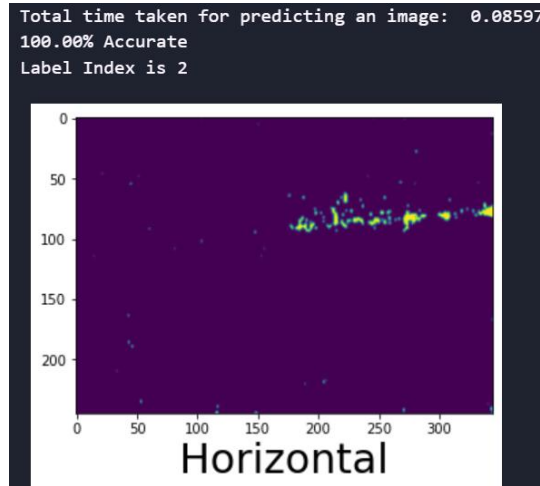 Total time taken for predicting an image: 0.08597
100.00% Accurate
Label Index is 2
0
50
100
150
200
0 50 100 150 200 250 300
Horizontal